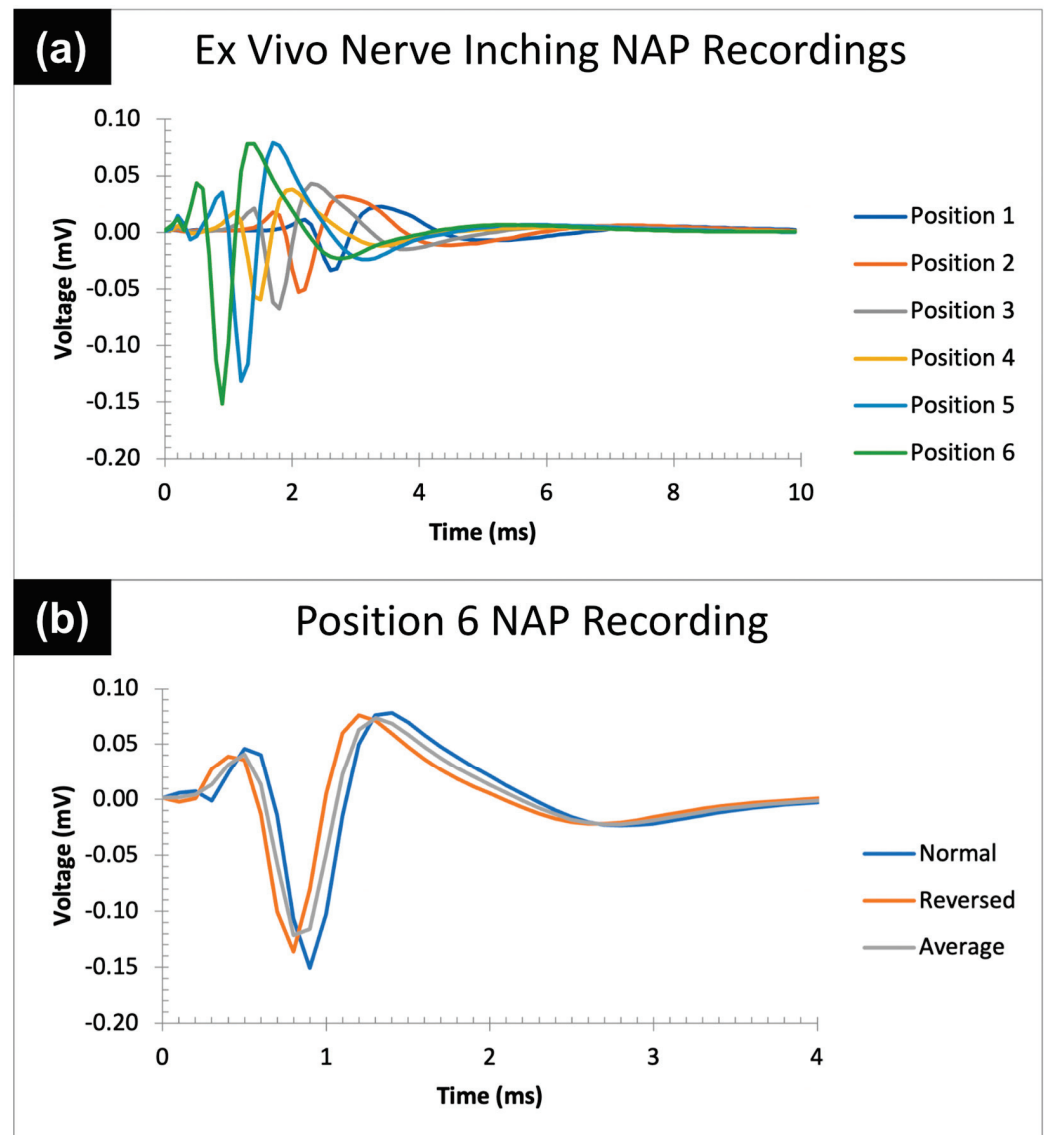 (a)
Ex Vivo Nerve Inching NAP Recordings
0.10
0.05
0.00
-0.05
-0.10
-0.15
-0.20
Voltage (mV)
0 2 4 6 8 10
Time (ms)
Position 1
Position 2
Position 3
Position 4
Position 5
Position 6
(b)
Position 6 NAP Recording
0.10
0.05
0.00
-0.05
-0.10
-0.15
-0.20
Voltage (mV)
0 1 2 3 4
Time (ms)
Normal
Reversed
Average